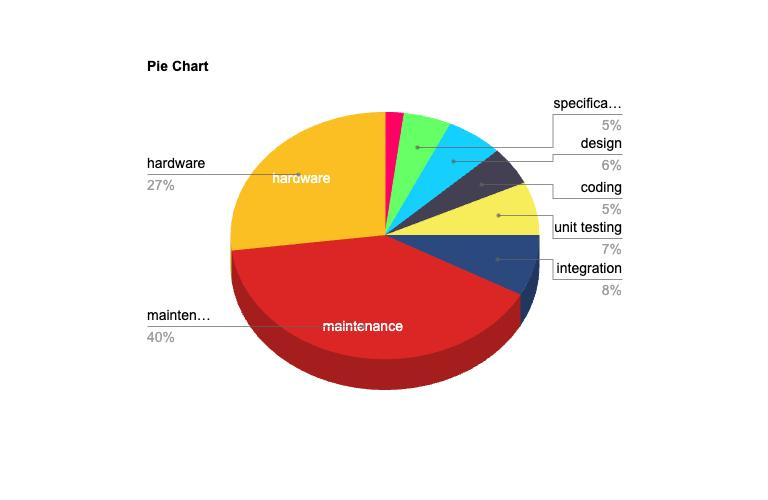 Pie Chart
hardware
27%
mainten…
40%
hardware
maintenance
specifica…
5%
design
6%
coding
5%
unit testing
7%
integration
8%